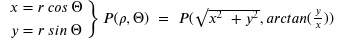 x = r cos Θ
y = r sin Θ } P(ρ, Θ) = P(√(x² + y²), arctan(y/x))